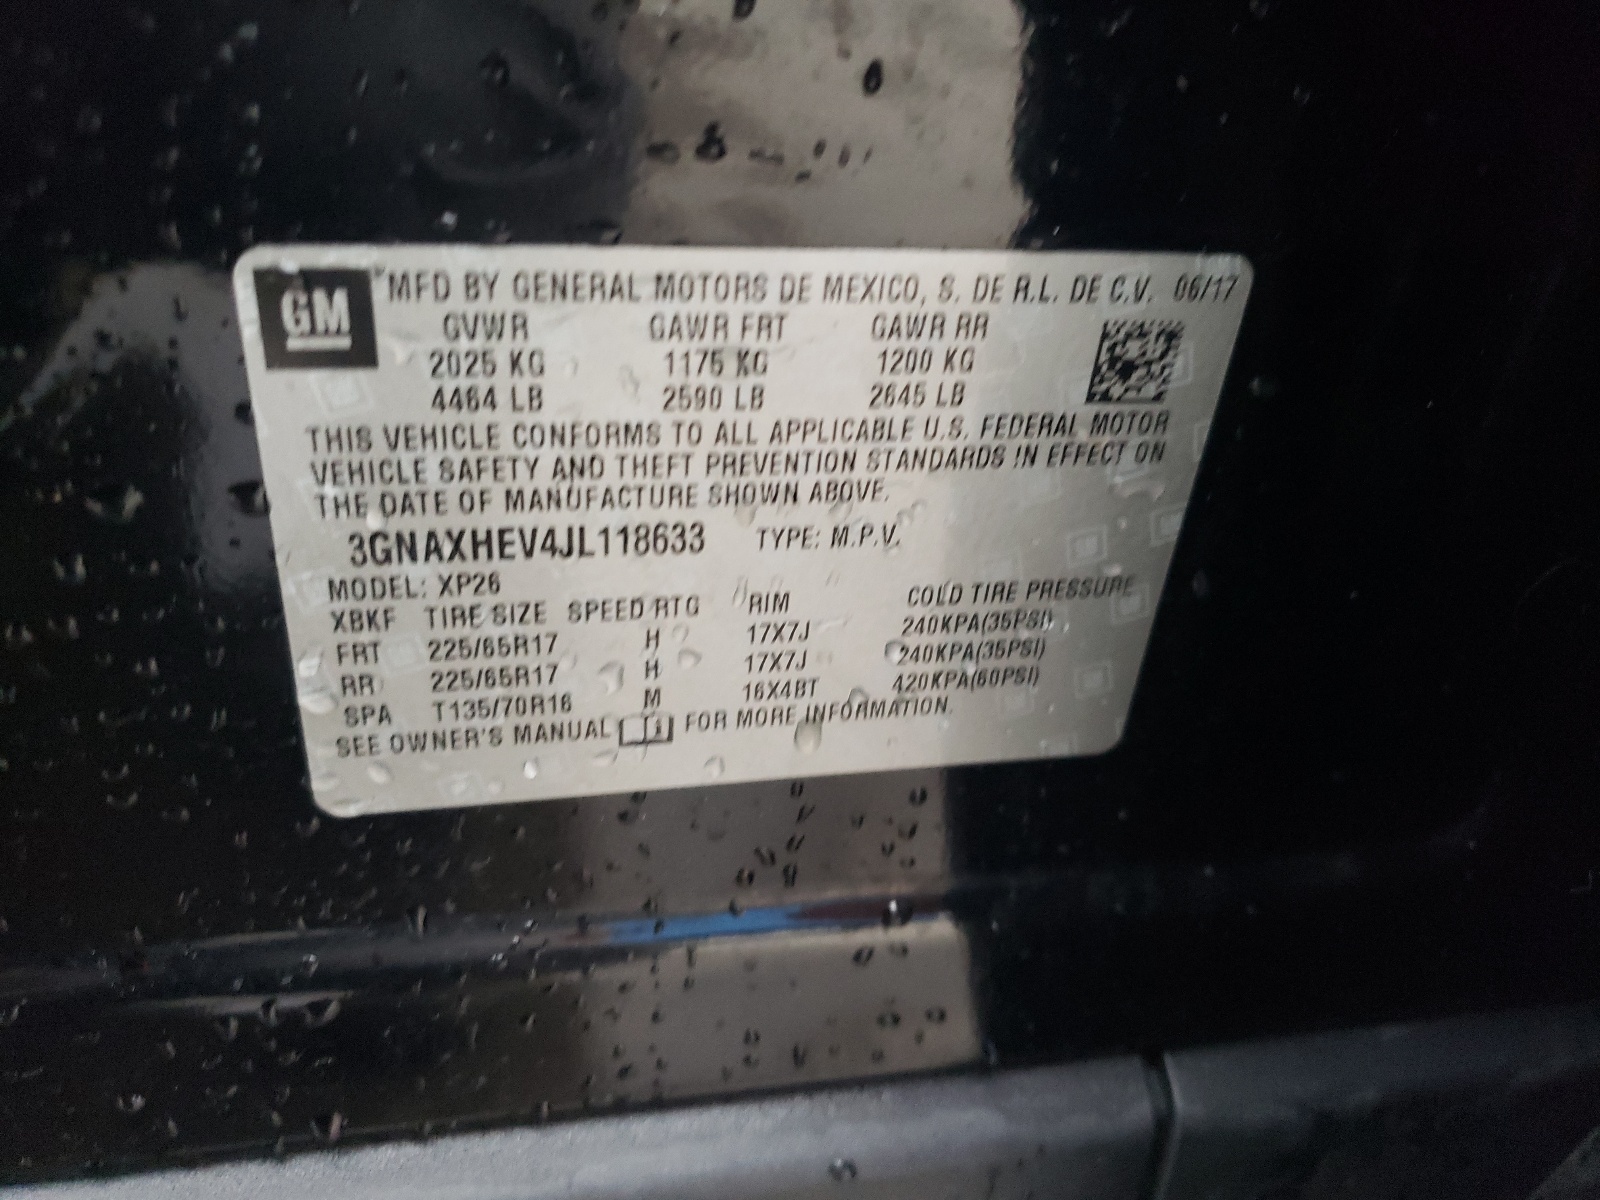 GM
MFD BY GENERAL MOTORS DE MEXICO, S. DE R.L. DE C.V. 06/17
GVWR GAWR FRT GAWR RR
2025 KG 1175 KG 1200 KG
4464 LB 2590 LB 2645 LB
THIS VEHICLE CONFORMS TO ALL APPLICABLE U.S. FEDERAL MOTOR
VEHICLE SAFETY AND THEFT PREVENTION STANDARDS IN EFFECT ON
THE DATE OF MANUFACTURE SHOWN ABOVE.
3GNAXHEV4JL118633 TYPE: M.P.V.
MODEL: XP26
XBKF TIRE SIZE SPEED RTG RIM COLD TIRE PRESSURE
FRT 225/65R17 H 17X7J 240KPA(35PSI)
RR 225/65R17 H 17X7J 240KPA(35PSI)
SPA T135/70R16 M 16X4BT 420KPA(60PSI)
SEE OWNER'S MANUAL FOR MORE INFORMATION.